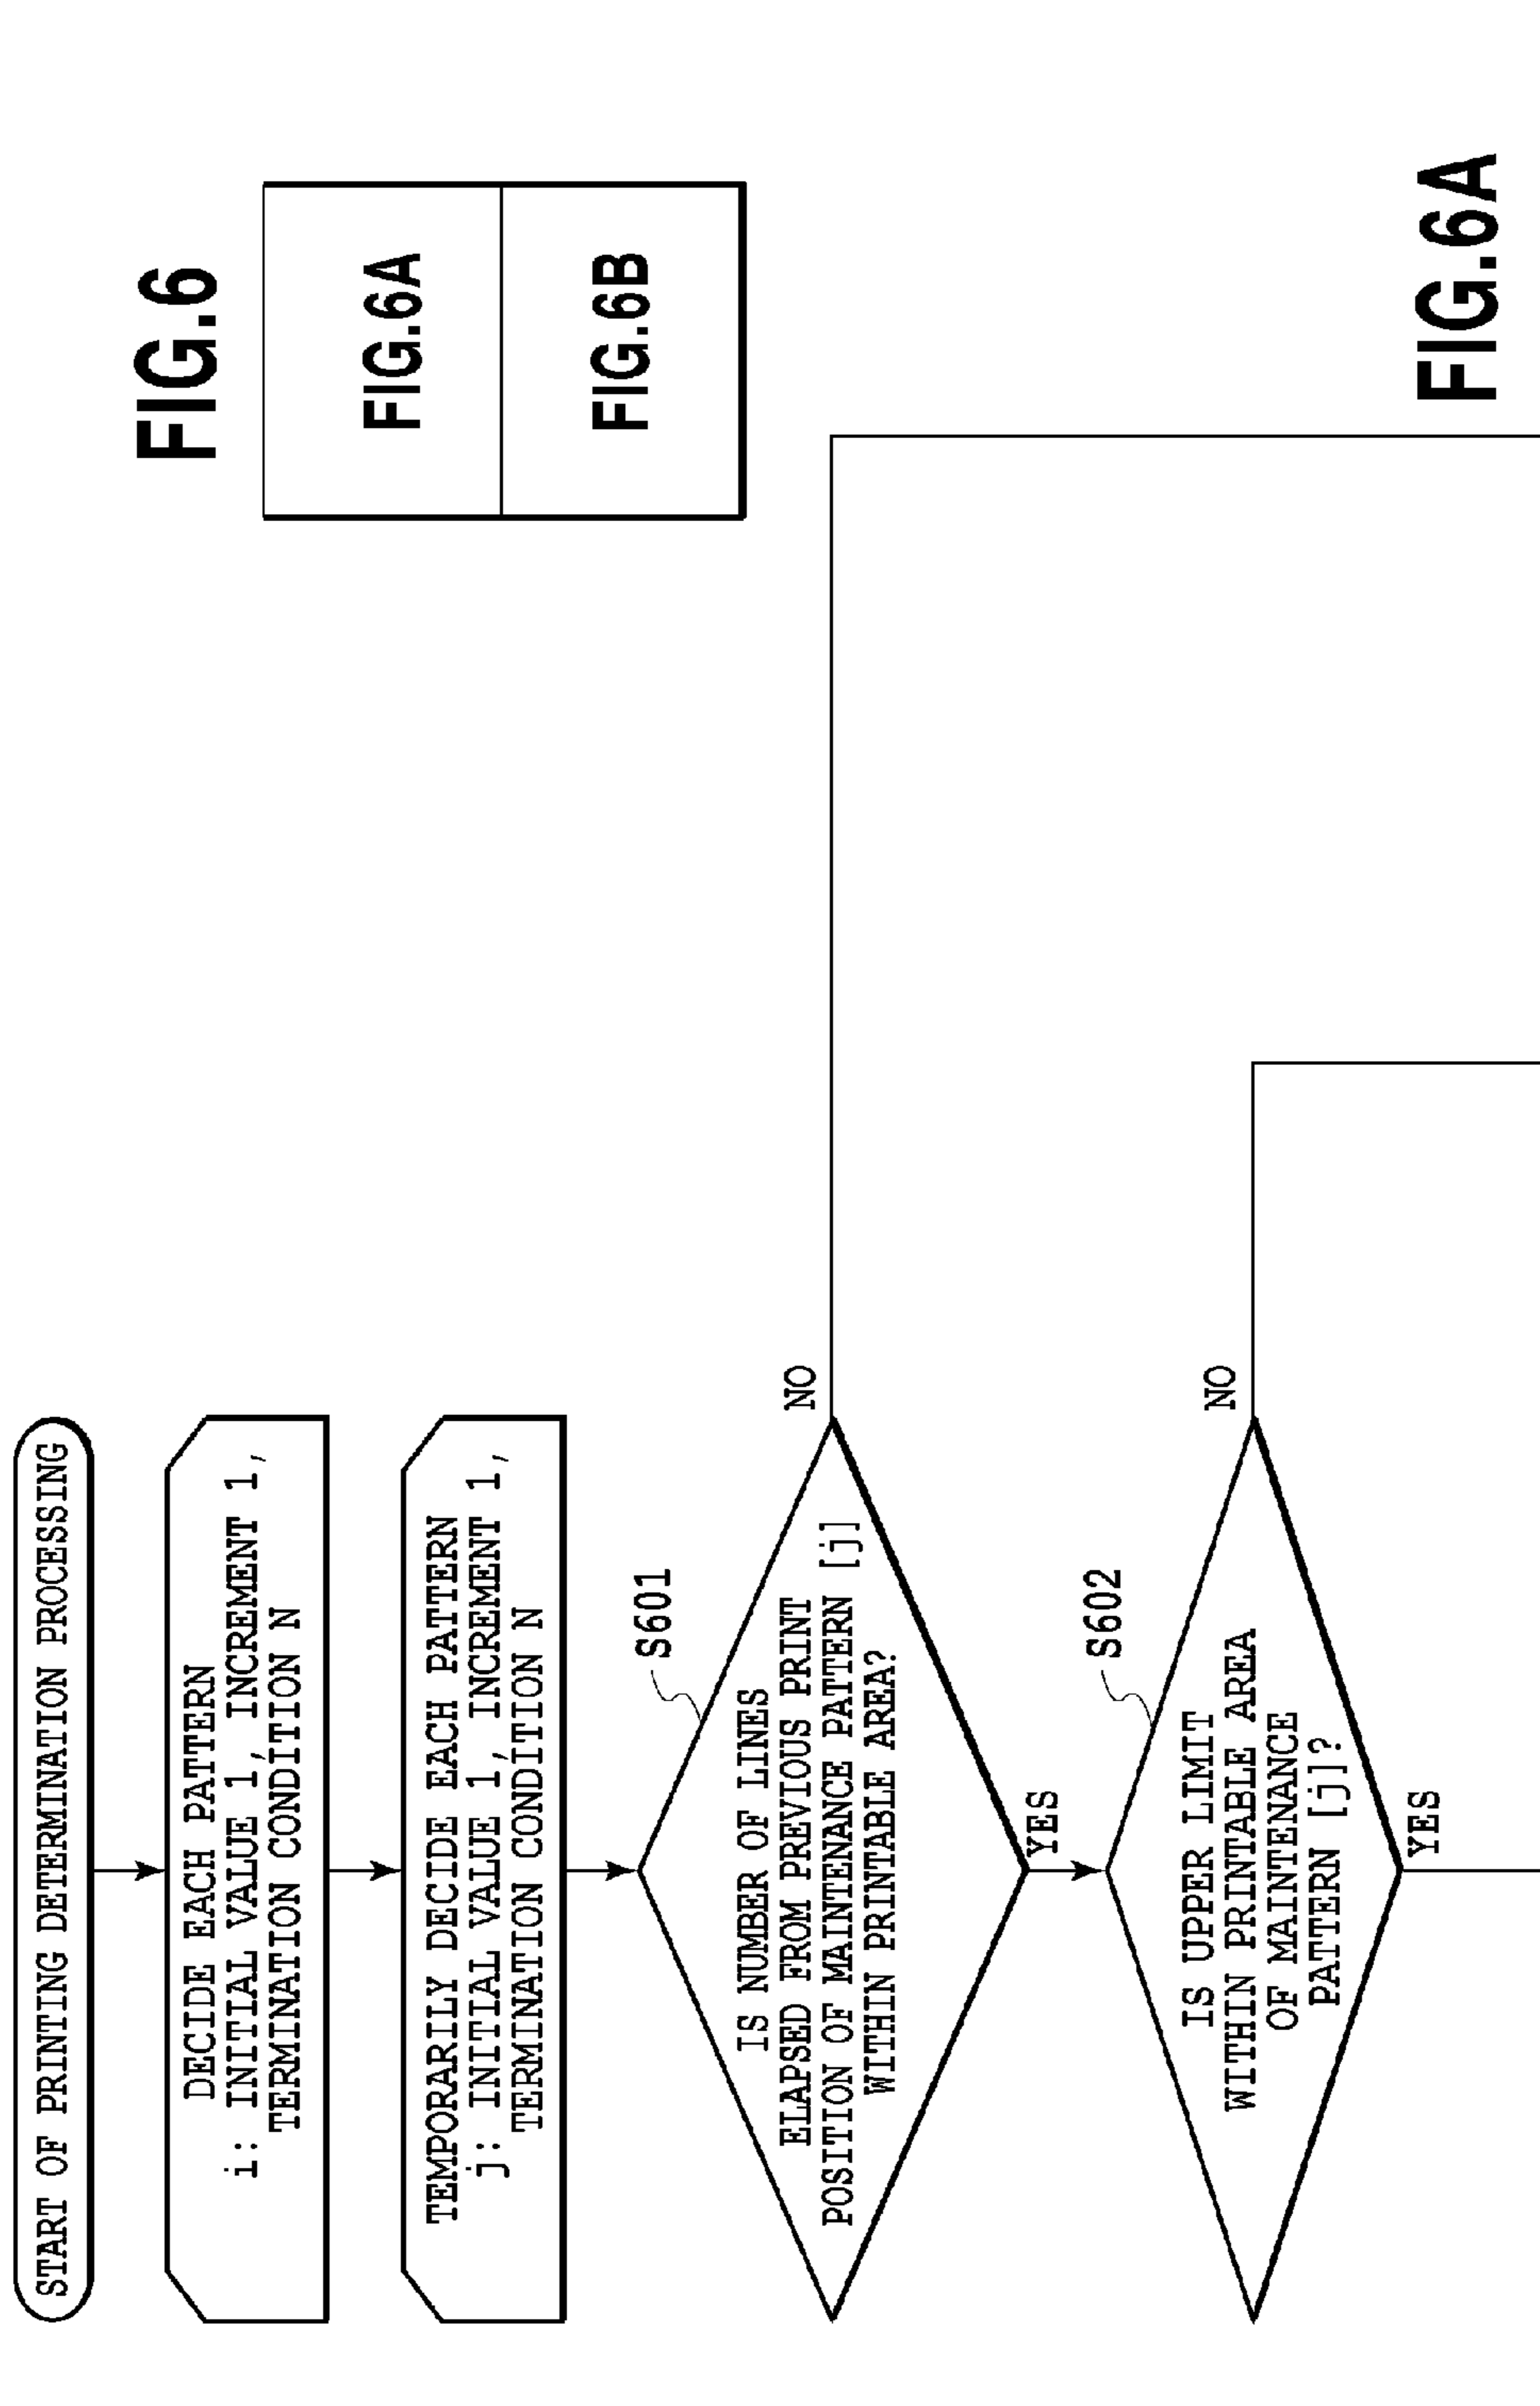 FIG.6
FIG.6A
FIG.6B
START OF PRINTING DETERMINATION PROCESSING
DECIDE EACH PATTERN
i: INITIAL VALUE 1, INCREMENT 1,
TERMINATION CONDITION N
TEMPORARILY DECIDE EACH PATTERN
j: INITIAL VALUE 1, INCREMENT 1,
TERMINATION CONDITION N
S601
IS NUMBER OF LINES
ELAPSED FROM PREVIOUS PRINT
POSITION OF MAINTENANCE PATTERN [j]
WITHIN PRINTABLE AREA?
NO
YES
S602
IS UPPER LIMIT
WITHIN PRINTABLE AREA
OF MAINTENANCE
PATTERN [j]?
NO
YES
FIG.6A